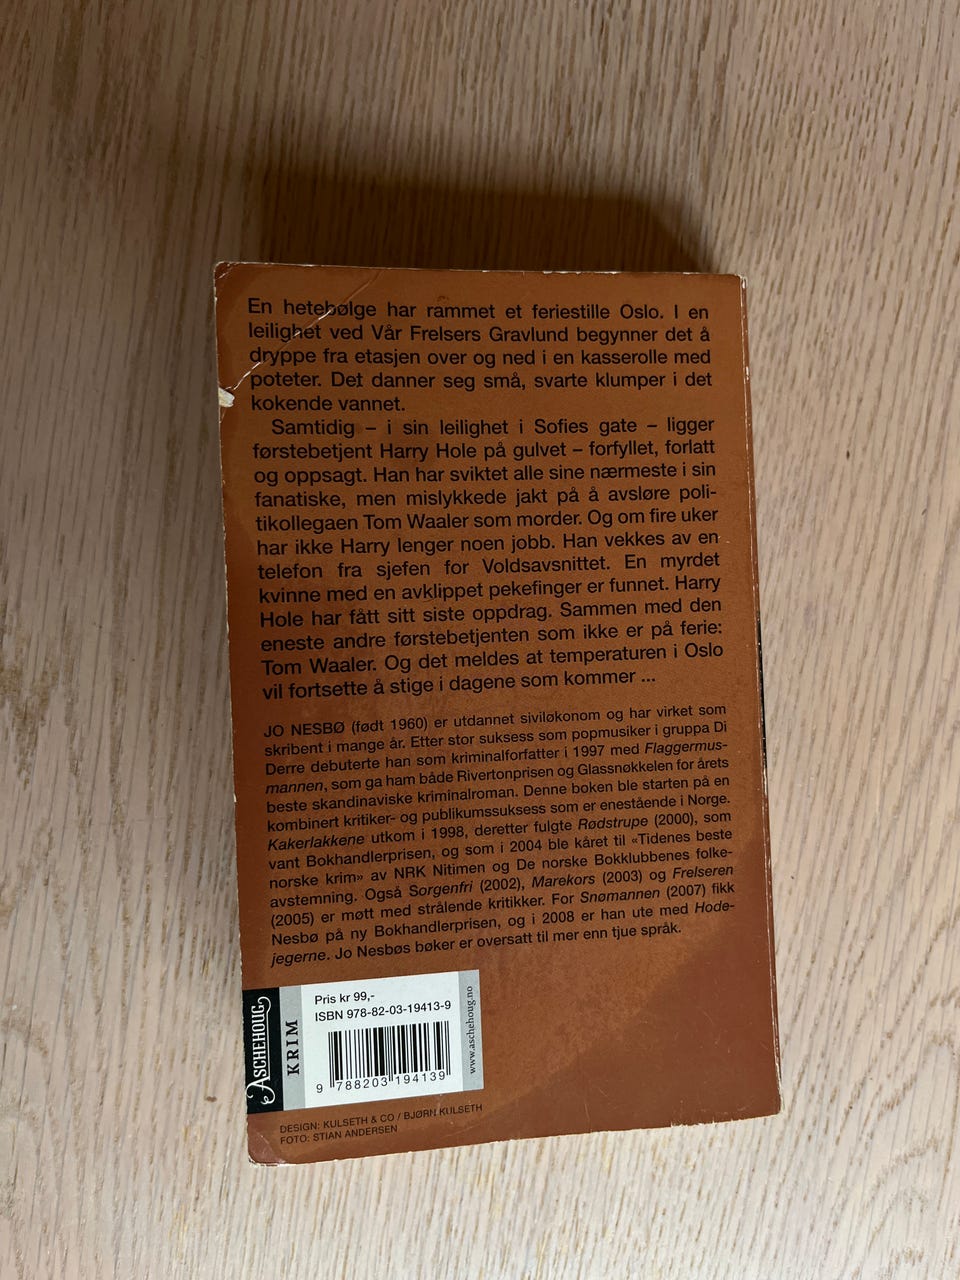 En hetebølge har rammet et feriestille Oslo. I en
leilighet ved Vår Frelsers Gravlund begynner det å
dryppe fra etasjen over og ned i en kasserolle med
poteter. Det danner seg små, svarte klumper i det
kokende vannet.
Samtidig – i sin leilighet i Sofies gate – ligger
førstebetjent Harry Hole på gulvet – forfyllet, forlatt
og oppsagt. Han har sviktet alle sine nærmeste i sin
fanatiske, men mislykkede jakt på å avsløre poli-
tikollegaen Tom Waaler som morder. Og om fire uker
har ikke Harry lenger noen jobb. Han vekkes av en
telefon fra sjefen for Voldsavsnittet. En myrdet
kvinne med en avklippet pekefinger er funnet. Harry
Hole har fått sitt siste oppdrag. Sammen med den
eneste andre førstebetjenten som ikke er på ferie:
Tom Waaler. Og det meldes at temperaturen i Oslo
vil fortsette å stige i dagene som kommer ...
JO NESBØ (født 1960) er utdannet siviløkonom og har virket som
skribent i mange år. Etter stor suksess som popmusiker i gruppa Di
Derre debuterte han som kriminalforfatter i 1997 med Flaggermus-
mannen, som ga ham både Rivertonprisen og Glassnøkkelen for årets
beste skandinaviske kriminalroman. Denne boken ble starten på en
kombinert kritiker- og publikumssuksess som er enestående i Norge.
Kakerlakkene utkom i 1998, deretter fulgte Rødstrupe (2000), som
vant Bokhandlerprisen, og som i 2004 ble kåret til «Tidenes beste
norske krim» av NRK Nitimen og De norske Bokklubbenes folke-
avstemning. Også Sorgenfri (2002), Marekors (2003) og Frelseren
(2005) er møtt med strålende kritikker. For Snømannen (2007) fikk
Nesbø på ny Bokhandlerprisen, og i 2008 er han ute med Hode-
jegerne. Jo Nesbøs bøker er oversatt til mer enn tjue språk.
ASCHEHOUG
KRIM
Pris kr 99,-
ISBN 978-82-03-19413-9
9 788203 194139
www.aschehoug.no
DESIGN: KULSETH & CO / BJØRN KULSETH
FOTO: STIAN ANDERSEN